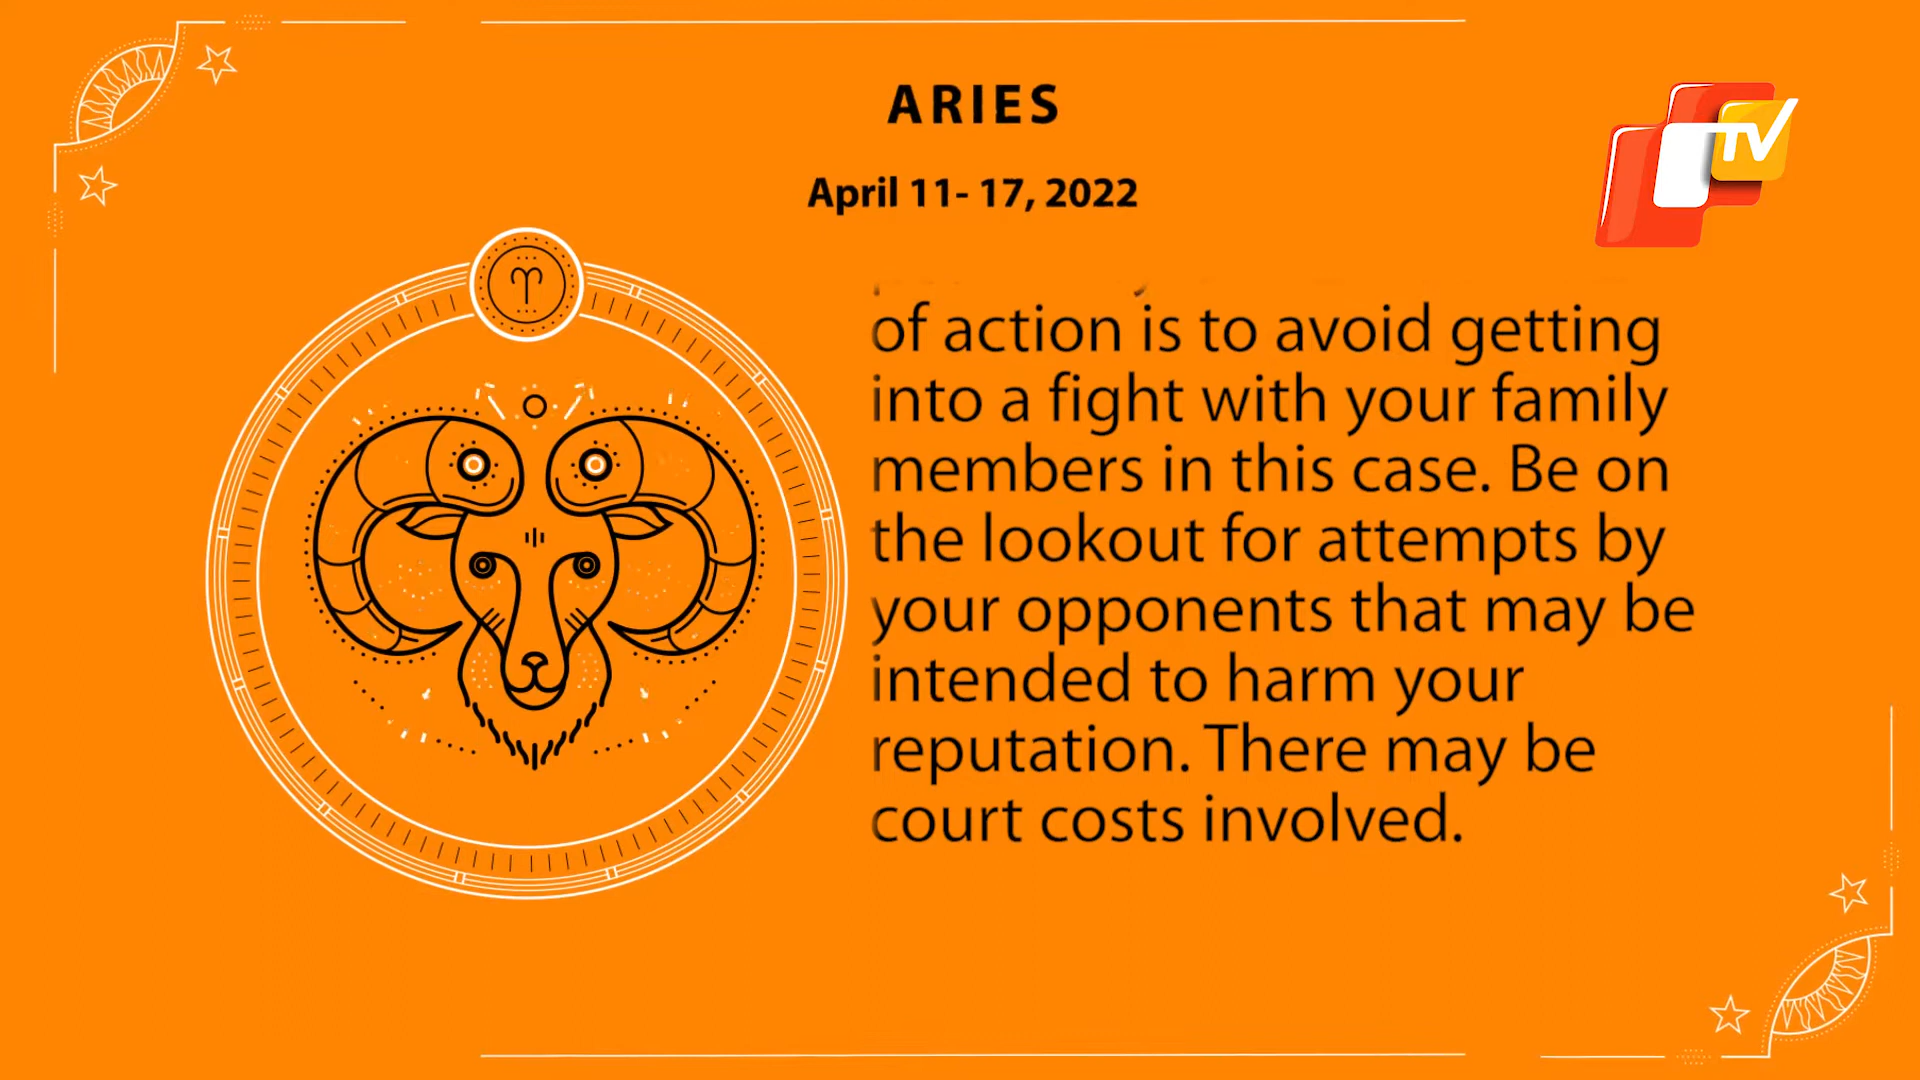 ARIES
TV
April 11- 17, 2022
of action is to avoid getting
into a fight with your family
members in this case. Be on
the lookout for attempts by
your opponents that may be
intended to harm your
reputation. There may be
court costs involved.